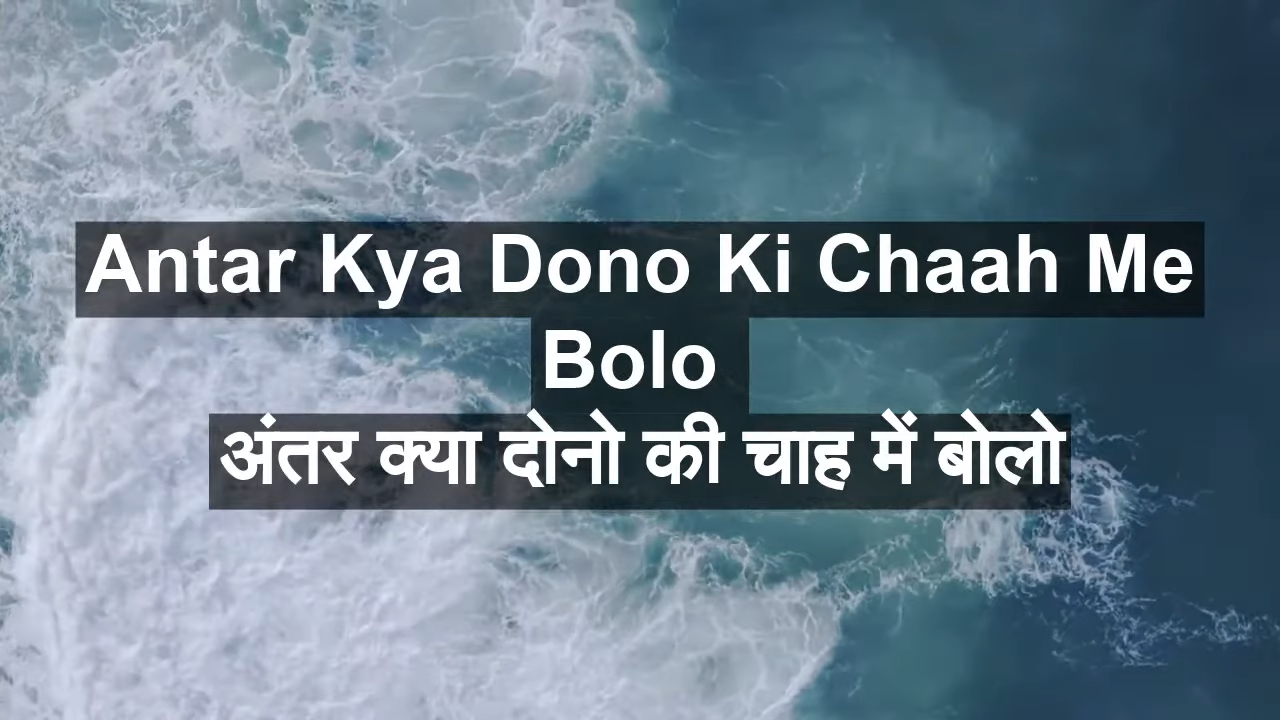 Antar Kya Dono Ki Chaah Me
Bolo
अंतर क्या दोनो की चाह में बोलो